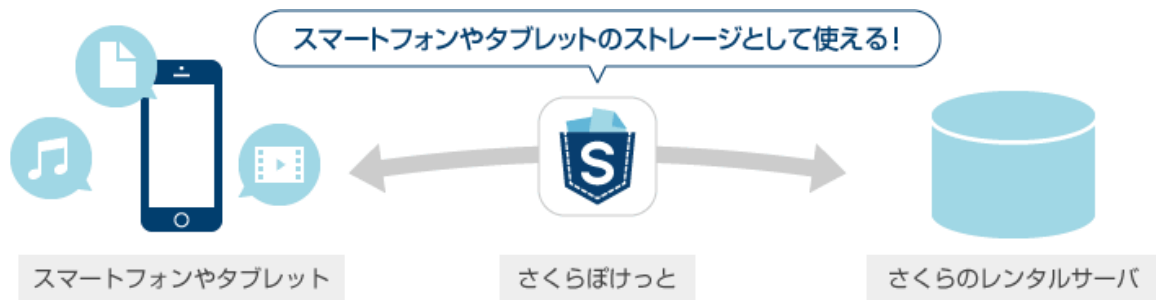 スマートフォンやタブレットのストレージとして使える！
S
スマートフォンやタブレット
さくらぽけっと
さくらのレンタルサーバ